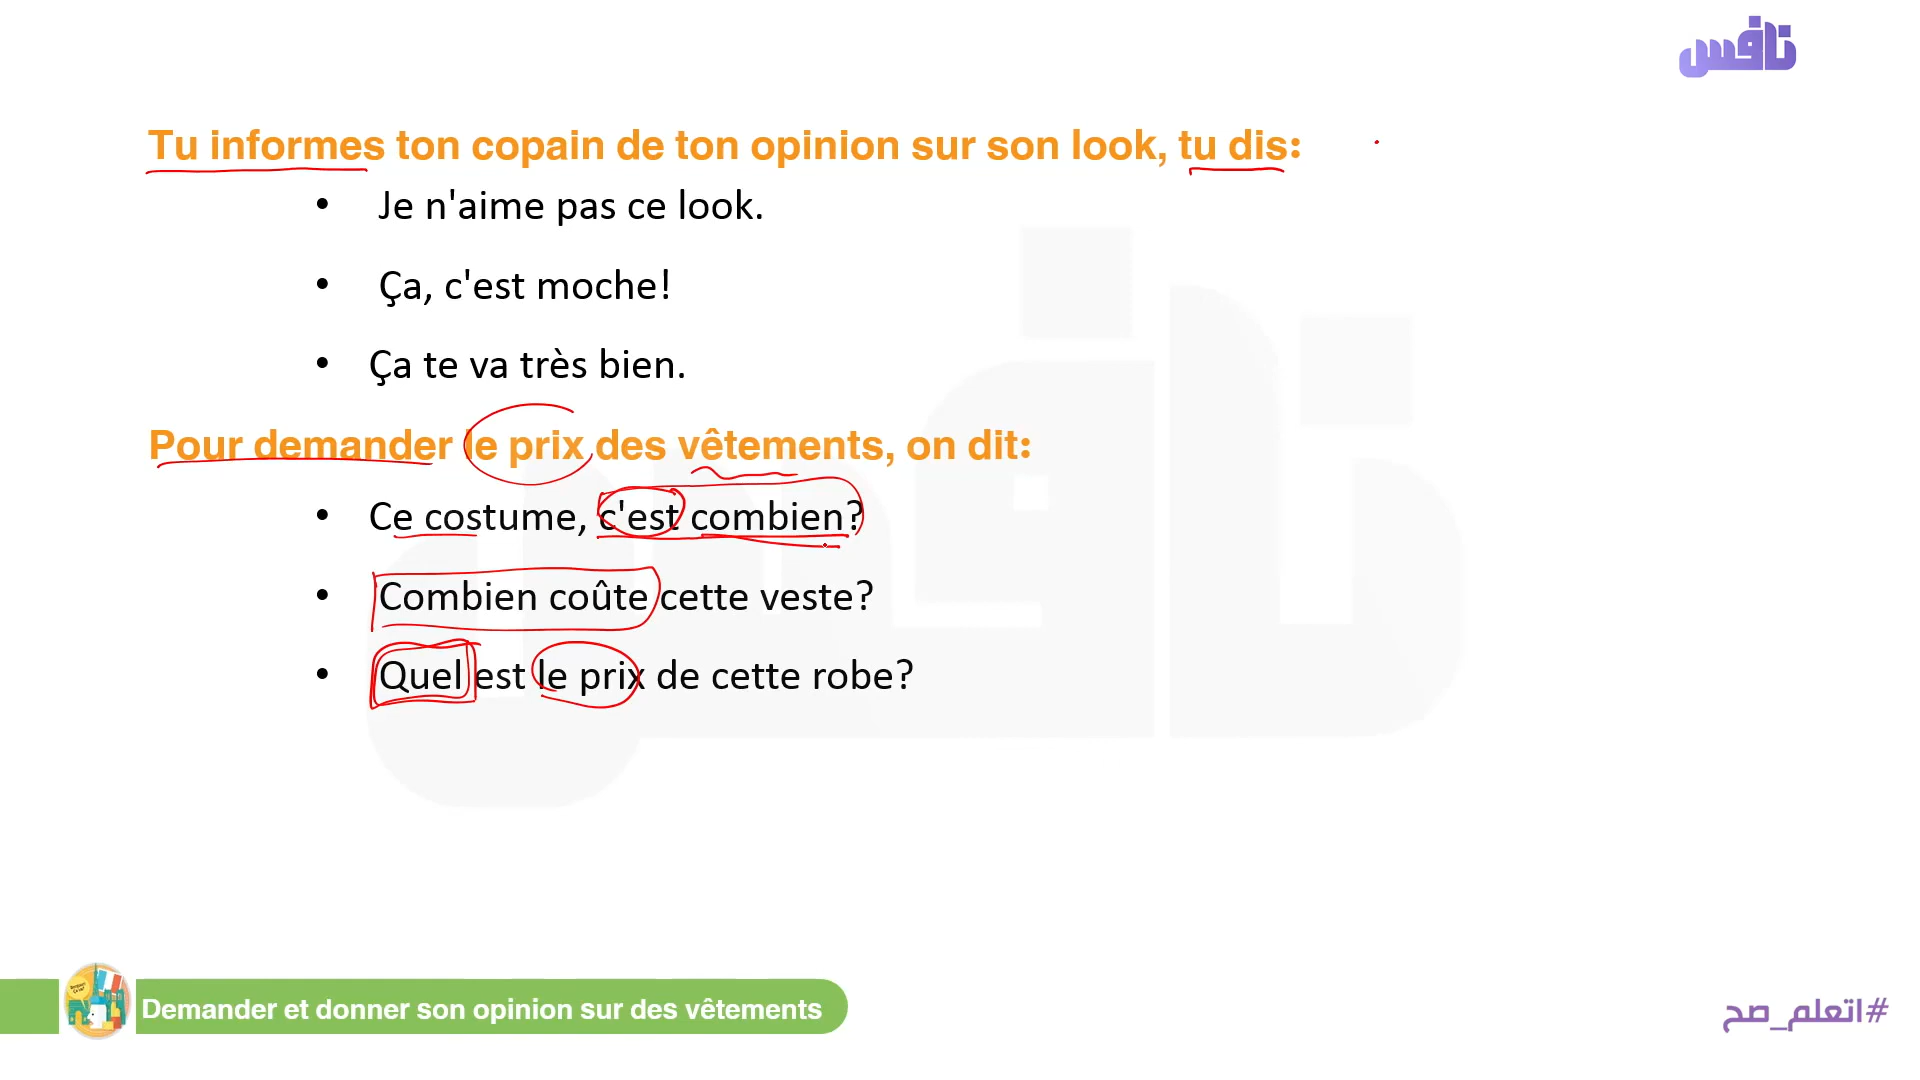 نافس
Tu informes ton copain de ton opinion sur son look, tu dis:
• Je n'aime pas ce look.
• Ça, c'est moche!
• Ça te va très bien.
Pour demander le prix des vêtements, on dit:
• Ce costume, c'est combien?
• Combien coûte cette veste?
• Quel est le prix de cette robe?
Demander et donner son opinion sur des vêtements
#اتعلم_صح